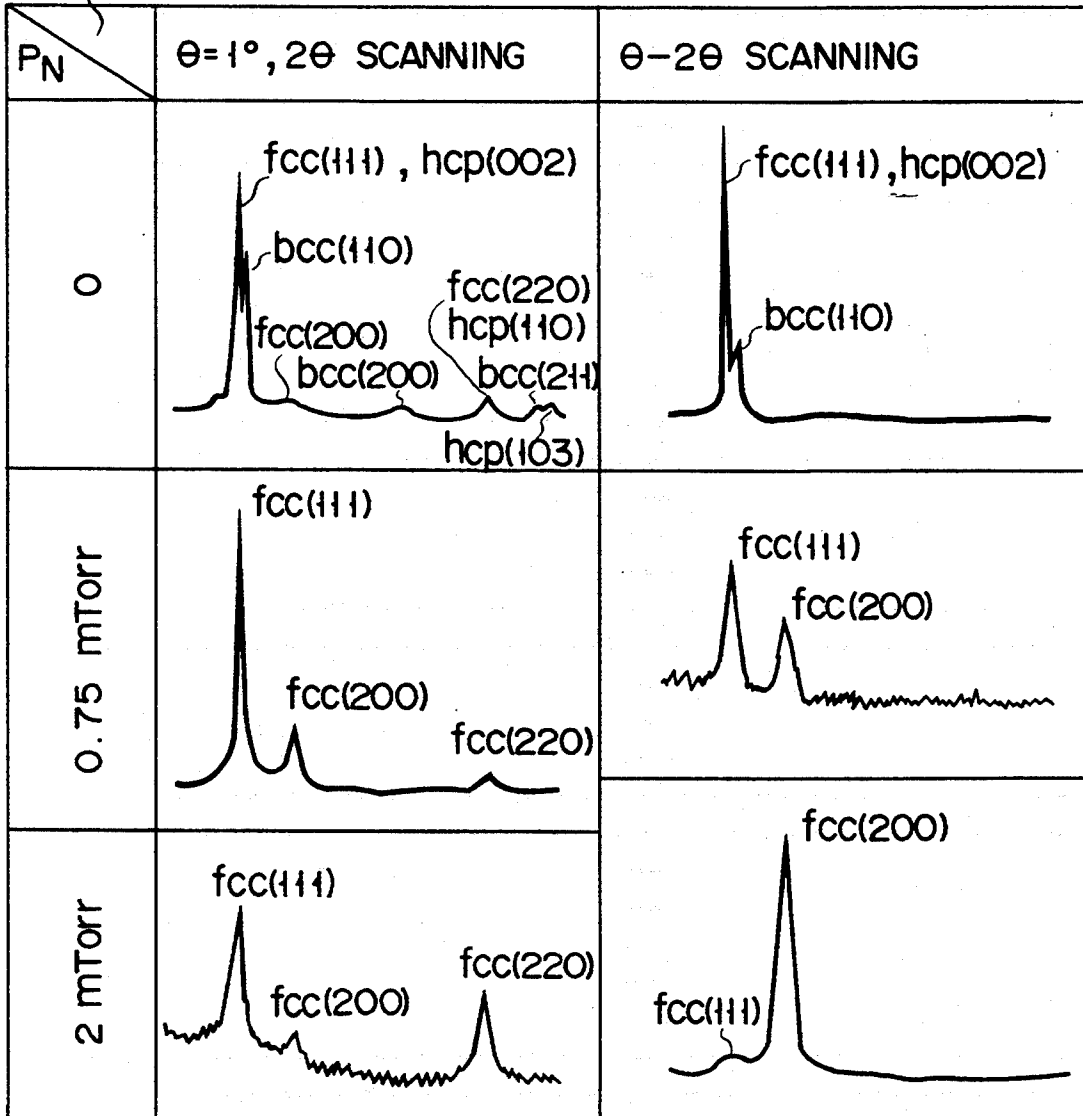 PN
θ=1°, 2θ SCANNING
θ-2θ SCANNING
0
fcc(111) , hcp(002)
bcc(110)
fcc(200)
bcc(200)
fcc(220)
hcp(110)
bcc(211)
hcp(103)
fcc(111), hcp(002)
bcc(110)
0.75 mTorr
fcc(111)
fcc(200)
fcc(220)
fcc(111)
fcc(200)
2 mTorr
fcc(111)
fcc(200)
fcc(220)
fcc(200)
fcc(111)